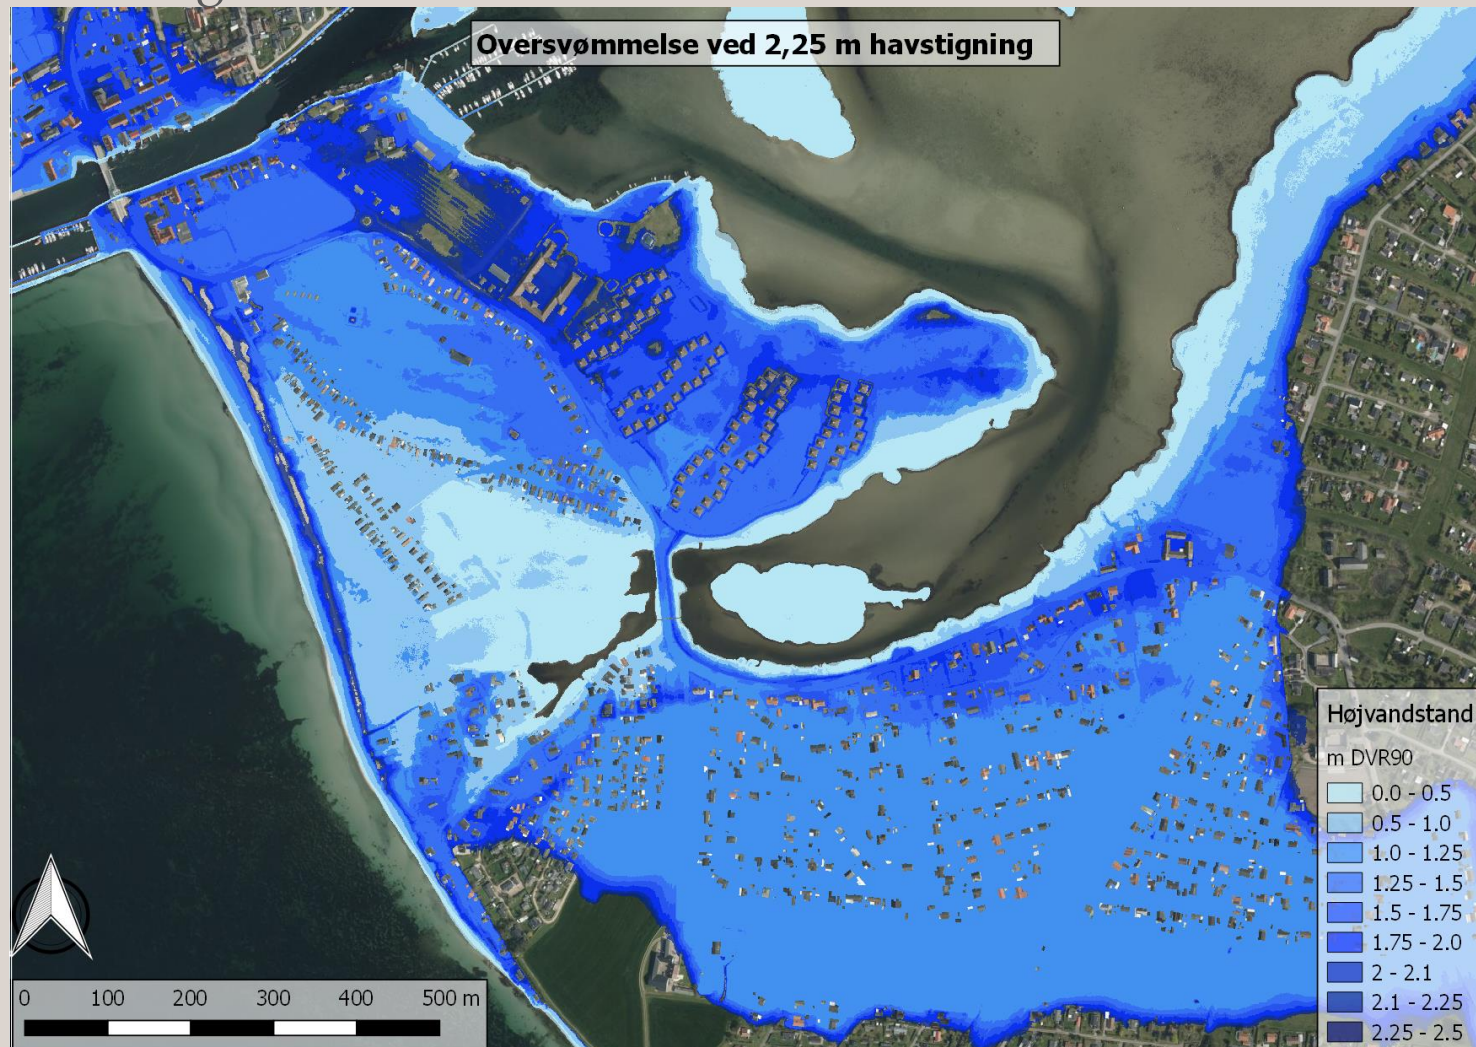 Oversvømmelse ved 2,25 m havstigning
Højvandstand
m DVR90
0.0 - 0.5
0.5 - 1.0
1.0 - 1.25
1.25 - 1.5
1.5 - 1.75
1.75 - 2.0
2 - 2.1
2.1 - 2.25
2.25 - 2.5
0 100 200 300 400 500 m